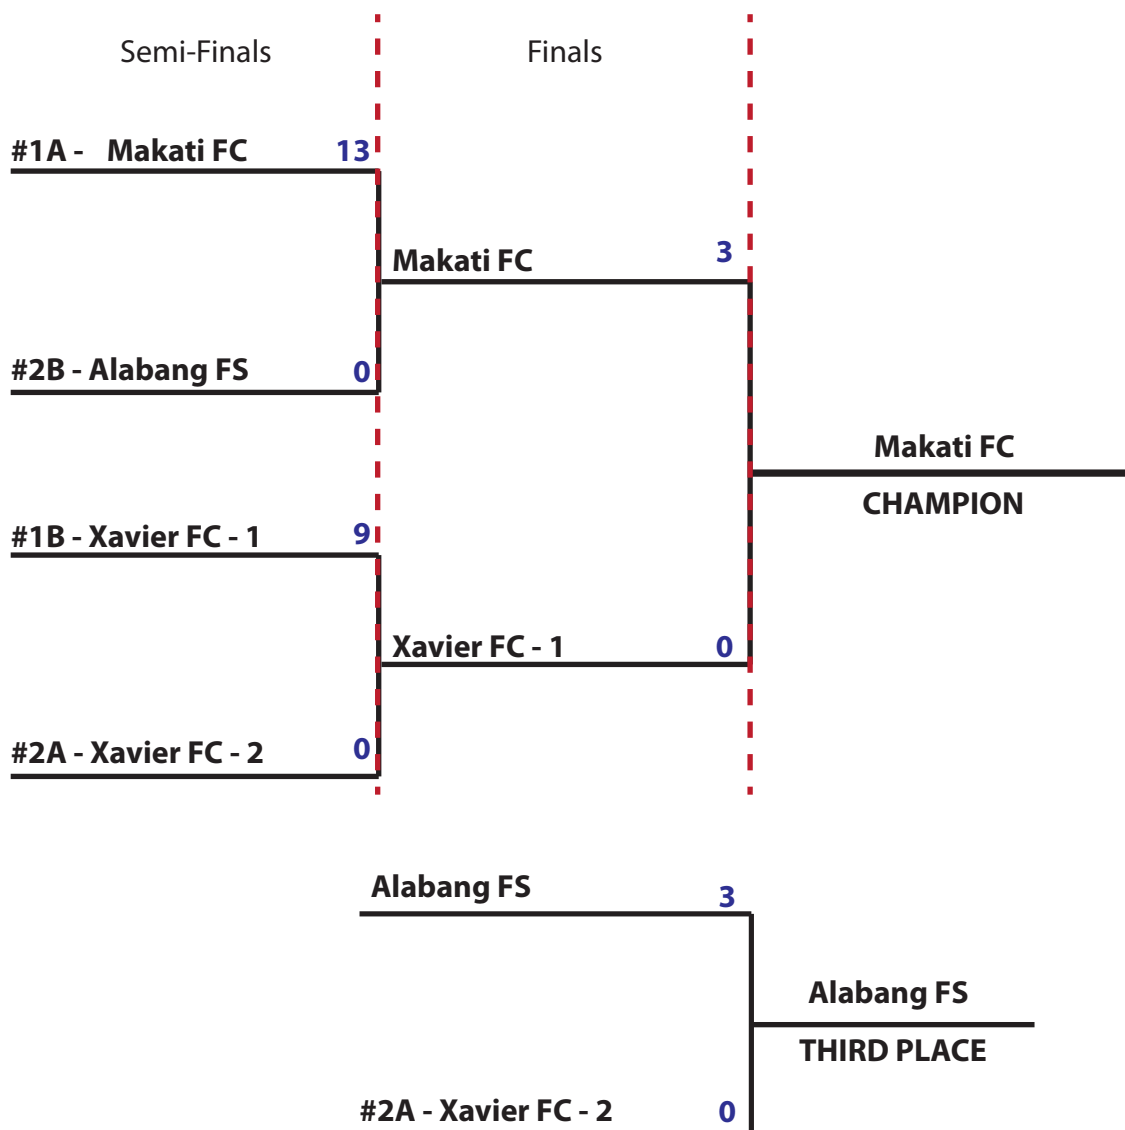 Semi-Finals Finals
#1A - Makati FC 13
Makati FC 3
#2B - Alabang FS 0
Makati FC
CHAMPION
#1B - Xavier FC - 1 9
Xavier FC - 1 0
#2A - Xavier FC - 2 0
Alabang FS 3
Alabang FS
THIRD PLACE
#2A - Xavier FC - 2 0